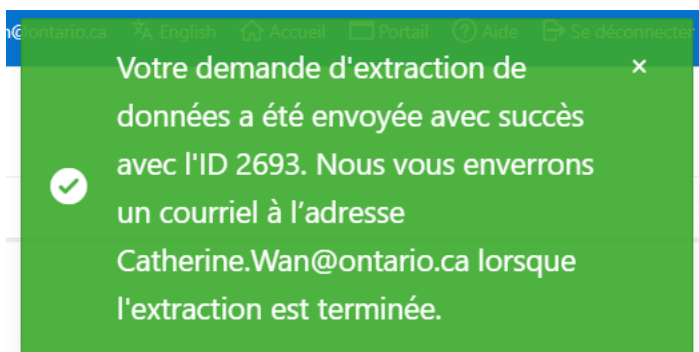 n@ontario.ca English Accueil Portail Aide Se déconnecter
Votre demande d'extraction de
données a été envoyée avec succès
avec l'ID 2693. Nous vous enverrons
un courriel à l’adresse
Catherine.Wan@ontario.ca lorsque
l'extraction est terminée.